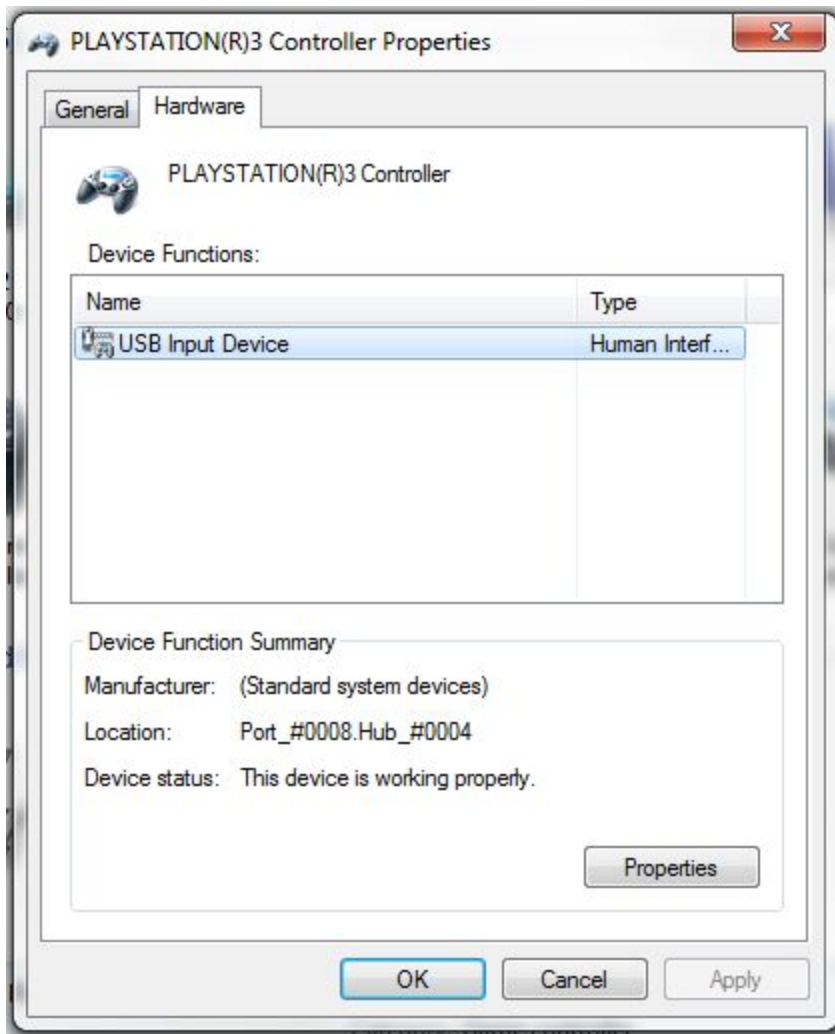 PLAYSTATION(R)3 Controller Properties
General Hardware
PLAYSTATION(R)3 Controller
Device Functions:
Name Type
USB Input Device Human Interf...
Device Function Summary
Manufacturer: (Standard system devices)
Location: Port_#0008.Hub_#0004
Device status: This device is working properly.
Properties
OK Cancel Apply